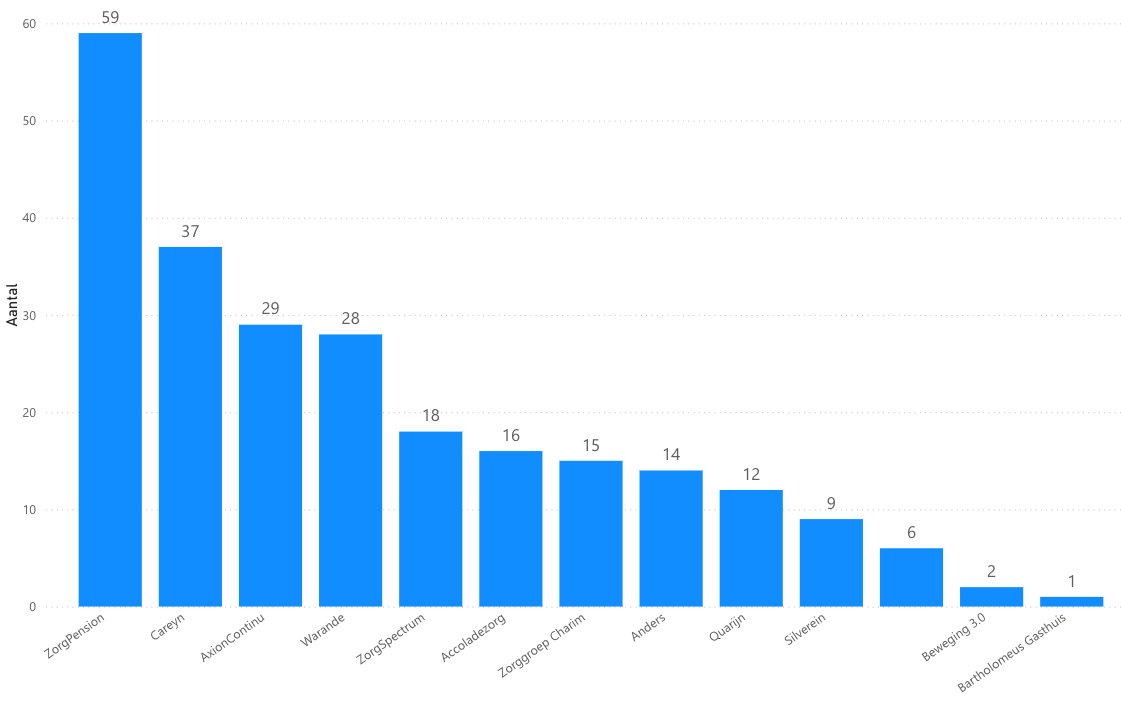 60
50
40
30
20
10
0
Aantal
59
37
29
28
18
16
15
14
12
9
6
2
1
ZorgPension
Careyn
AxionContinu
Warande
ZorgSpectrum
Accoladezorg
Zorggroep Charim
Anders
Quarijn
Silverein
Beweging 3.0
Bartholomeus Gasthuis